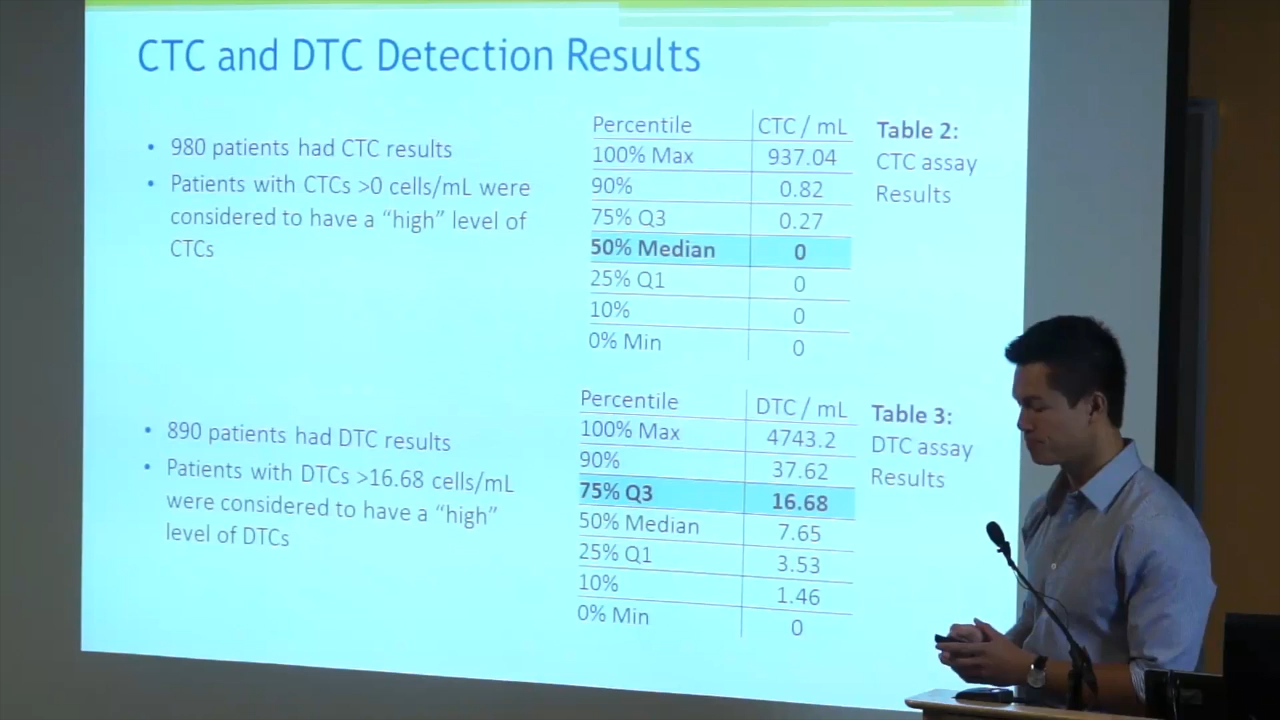 CTC and DTC Detection Results
• 980 patients had CTC results
• Patients with CTCs >0 cells/mL were
considered to have a “high” level of
CTCs
Percentile CTC / mL
100% Max 937.04
90% 0.82
75% Q3 0.27
50% Median 0
25% Q1 0
10% 0
0% Min 0
Table 2:
CTC assay
Results
• 890 patients had DTC results
• Patients with DTCs >16.68 cells/mL
were considered to have a “high”
level of DTCs
Percentile DTC / mL
100% Max 4743.2
90% 37.62
75% Q3 16.68
50% Median 7.65
25% Q1 3.53
10% 1.46
0% Min 0
Table 3:
DTC assay
Results